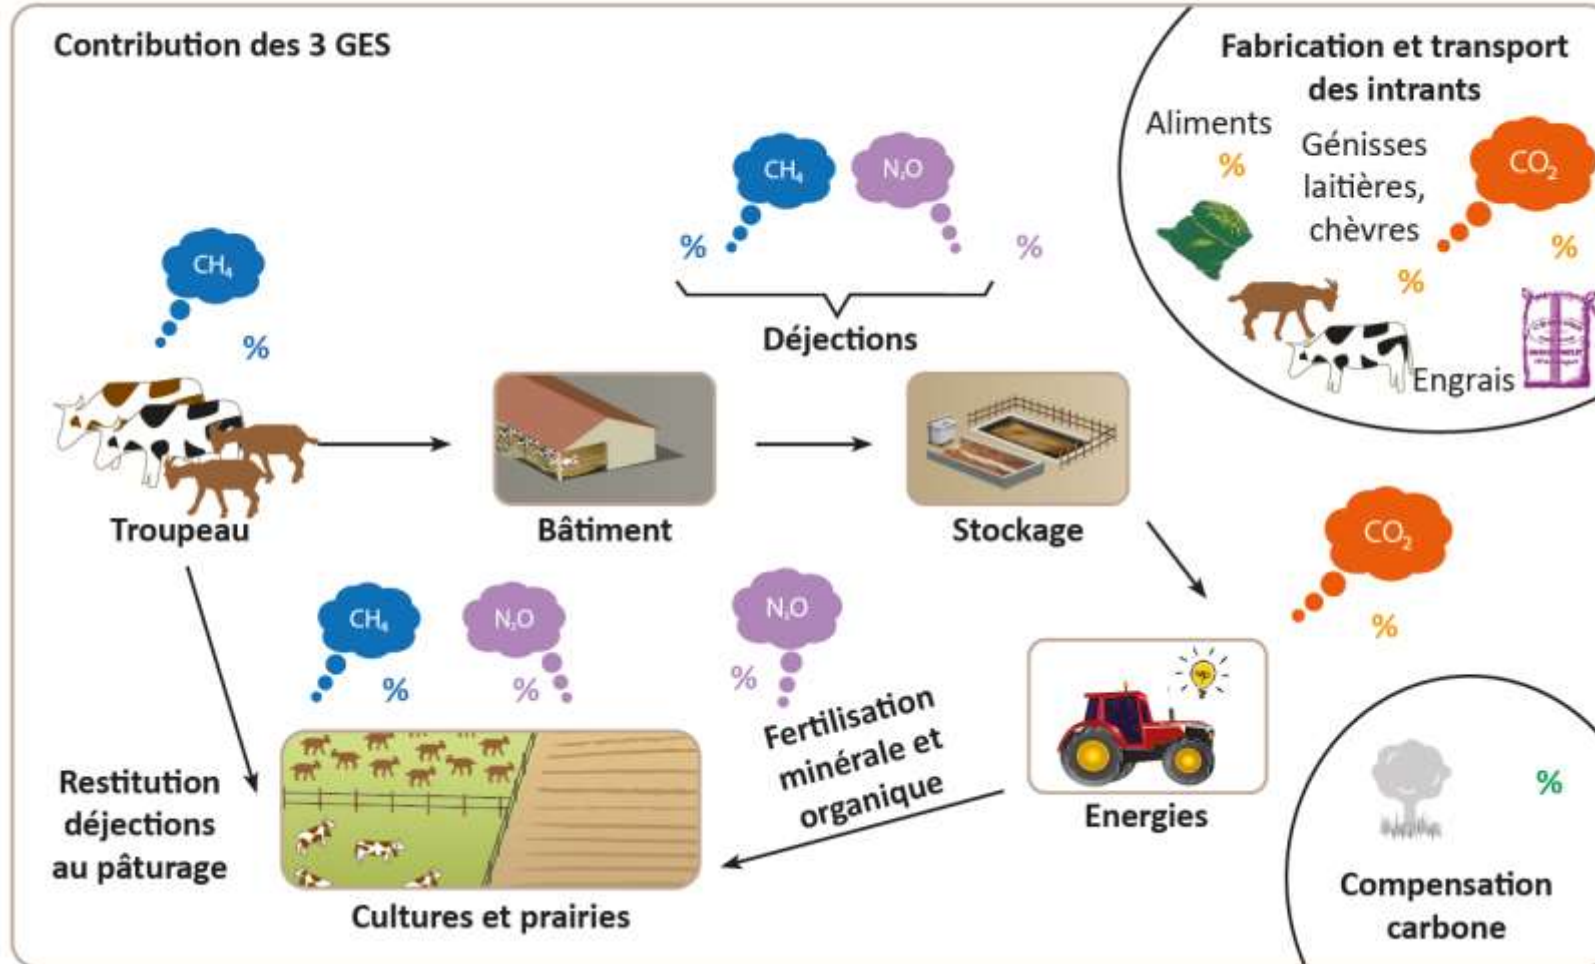 Contribution des 3 GES
Fabrication et transport
des intrants
Aliments
%
Génisses
laitières,
chèvres
%
CO₂
%
Engrais
CH₄
%
CH₄
%
N₂O
%
Déjections
Troupeau
Bâtiment
Stockage
CO₂
%
CH₄
%
N₂O
%
N₂O
%
Fertilisation
minérale et
organique
Energies
Restitution
déjections
au pâturage
Cultures et prairies
%
Compensation
carbone